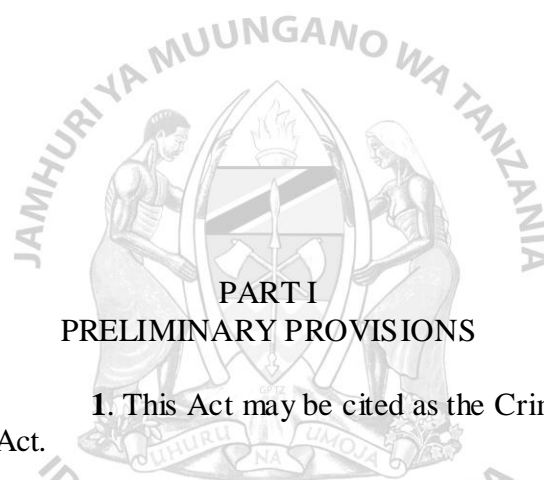 JAMHURI YA MUUNGANO WA TANZANIA
PART I
PRELIMINARY PROVISIONS
1. This Act may be cited as the
Act.
UHURU NA UMOJA